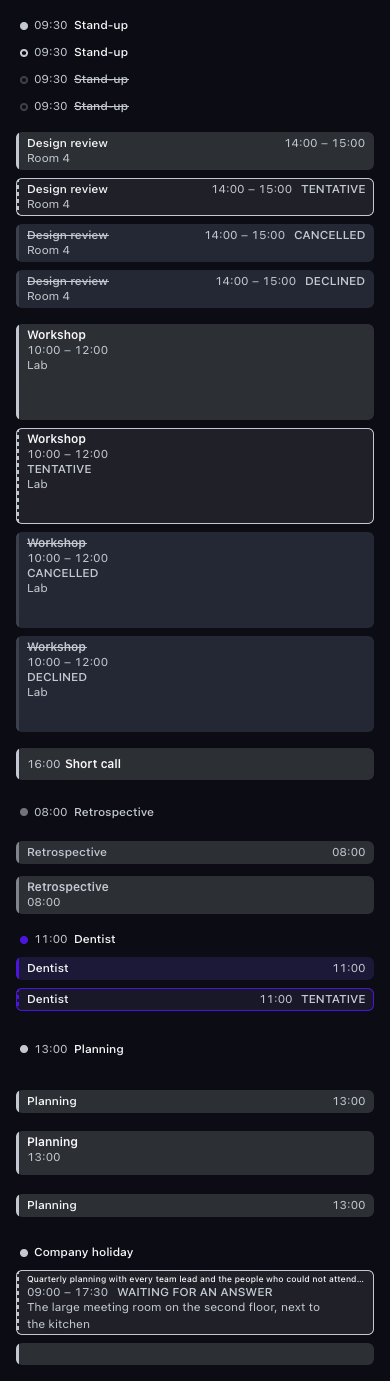 09:30 Stand-up
09:30 Stand-up
09:30 Stand-up
09:30 Stand-up
Design review 14:00 – 15:00
Room 4
Design review 14:00 – 15:00 TENTATIVE
Room 4
Design review 14:00 – 15:00 CANCELLED
Room 4
Design review 14:00 – 15:00 DECLINED
Room 4
Workshop
10:00 – 12:00
Lab
Workshop
10:00 – 12:00
TENTATIVE
Lab
Workshop
10:00 – 12:00
CANCELLED
Lab
Workshop
10:00 – 12:00
DECLINED
Lab
16:00 Short call
08:00 Retrospective
Retrospective 08:00
Retrospective
08:00
11:00 Dentist
Dentist 11:00
Dentist 11:00 TENTATIVE
13:00 Planning
Planning 13:00
Planning
13:00
Planning 13:00
Company holiday
Quarterly planning with every team lead and the people who could not attend...
09:00 – 17:30 WAITING FOR AN ANSWER
The large meeting room on the second floor, next to
the kitchen